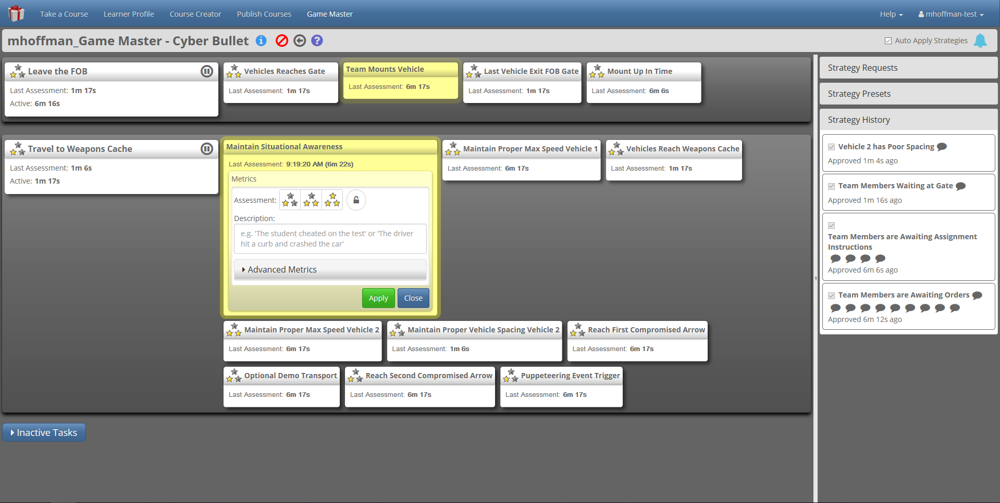 Take a Course
Learner Profile
Course Creator
Publish Courses
Game Master
Help
mhoffman-test
mhoffman_Game Master - Cyber Bullet
Auto Apply Strategies
Leave the FOB
Last Assessment: 1m 17s
Active: 6m 16s
Vehicles Reaches Gate
Last Assessment: 1m 17s
Team Mounts Vehicle
Last Assessment: 6m 17s
Last Vehicle Exit FOB Gate
Last Assessment: 1m 17s
Mount Up In Time
Last Assessment: 6m 6s
Travel to Weapons Cache
Last Assessment: 1m 6s
Active: 1m 17s
Maintain Situational Awareness
Last Assessment: 9:19:20 AM (6m 22s)
Metrics
Assessment:
Description:
e.g. 'The student cheated on the test' or 'The driver
hit a curb and crashed the car'
Advanced Metrics
Apply
Close
Maintain Proper Max Speed Vehicle 1
Last Assessment: 6m 17s
Vehicles Reach Weapons Cache
Last Assessment: 1m 17s
Maintain Proper Max Speed Vehicle 2
Last Assessment: 6m 17s
Maintain Proper Vehicle Spacing Vehicle 2
Last Assessment: 1m 6s
Reach First Compromised Arrow
Last Assessment: 6m 17s
Optional Demo Transport
Last Assessment: 6m 17s
Reach Second Compromised Arrow
Last Assessment: 6m 17s
Puppeteering Event Trigger
Last Assessment: 6m 17s
Inactive Tasks
Strategy Requests
Strategy Presets
Strategy History
Vehicle 2 has Poor Spacing
Approved 1m 4s ago
Team Members Waiting at Gate
Approved 1m 16s ago
Team Members are Awaiting Assignment
Instructions
Approved 6m 6s ago
Team Members are Awaiting Orders
Approved 6m 12s ago